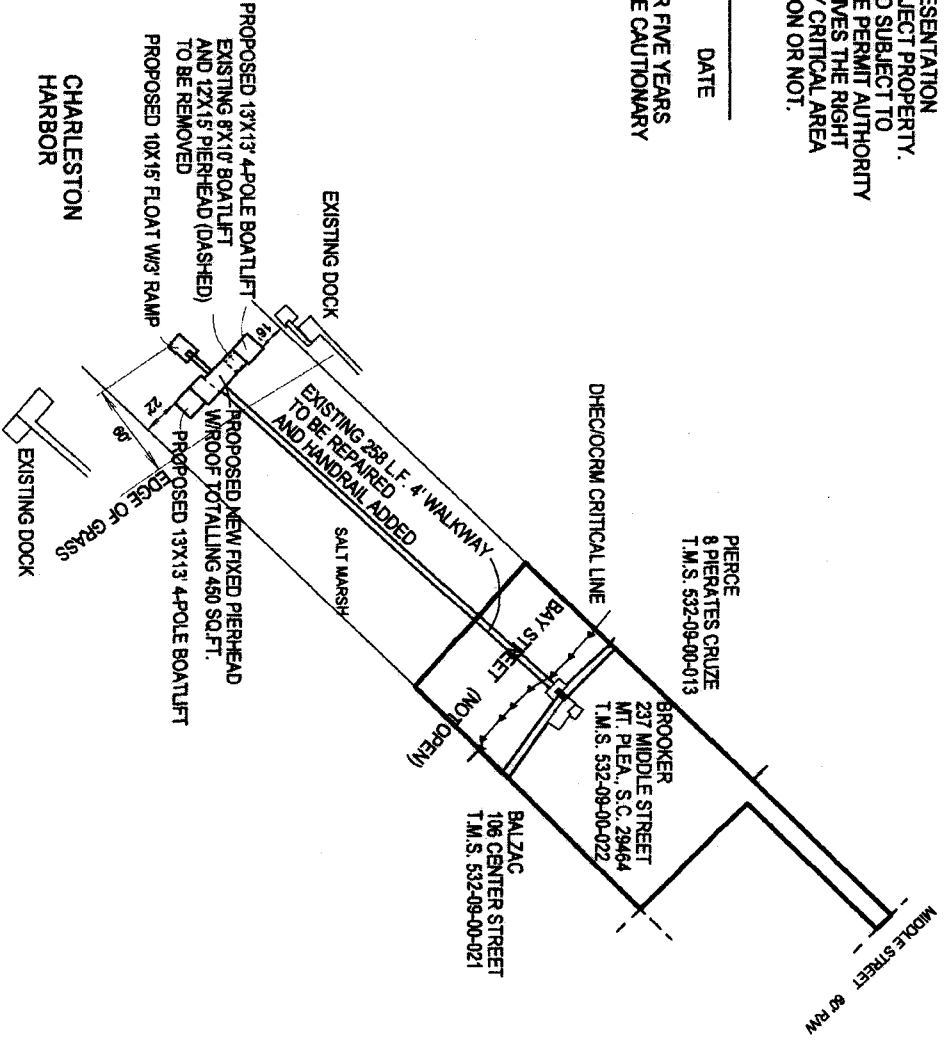 ESENTATION
JECT PROPERTY.
O SUBJECT TO
E PERMIT AUTHORITY
IVES THE RIGHT
Y CRITICAL AREA
ON OR NOT.
DATE
R FIVE YEARS
E CAUTIONARY
MIDDLE STREET 60' R/W
PIERCE
8 PIERATES CRUZE
T.M.S. 532-09-00-013
BROOKER
237 MIDDLE STREET
MT. PLEA., S.C. 29464
T.M.S. 532-09-00-022
BALZAC
106 CENTER STREET
T.M.S. 532-09-00-021
DHEC/OCRM CRITICAL LINE
BAY STREET
(NOT OPEN)
EXISTING 258 L.F. 4' WALKWAY
TO BE REPAIRED
AND HANDRAIL ADDED
SALT MARSH
EXISTING DOCK
PROPOSED 13'X13' 4-POLE BOATLIFT
EXISTING 8'X10' BOATLIFT
AND 12'X15' PIERHEAD (DASHED)
TO BE REMOVED
PROPOSED 10X15' FLOAT W/3' RAMP
16'
22'
60'
PROPOSED NEW FIXED PIERHEAD
W/ROOF TOTALLING 450 SQ.FT.
PROPOSED 13'X13' 4-POLE BOATLIFT
EDGE OF GRASS
EXISTING DOCK
CHARLESTON
HARBOR